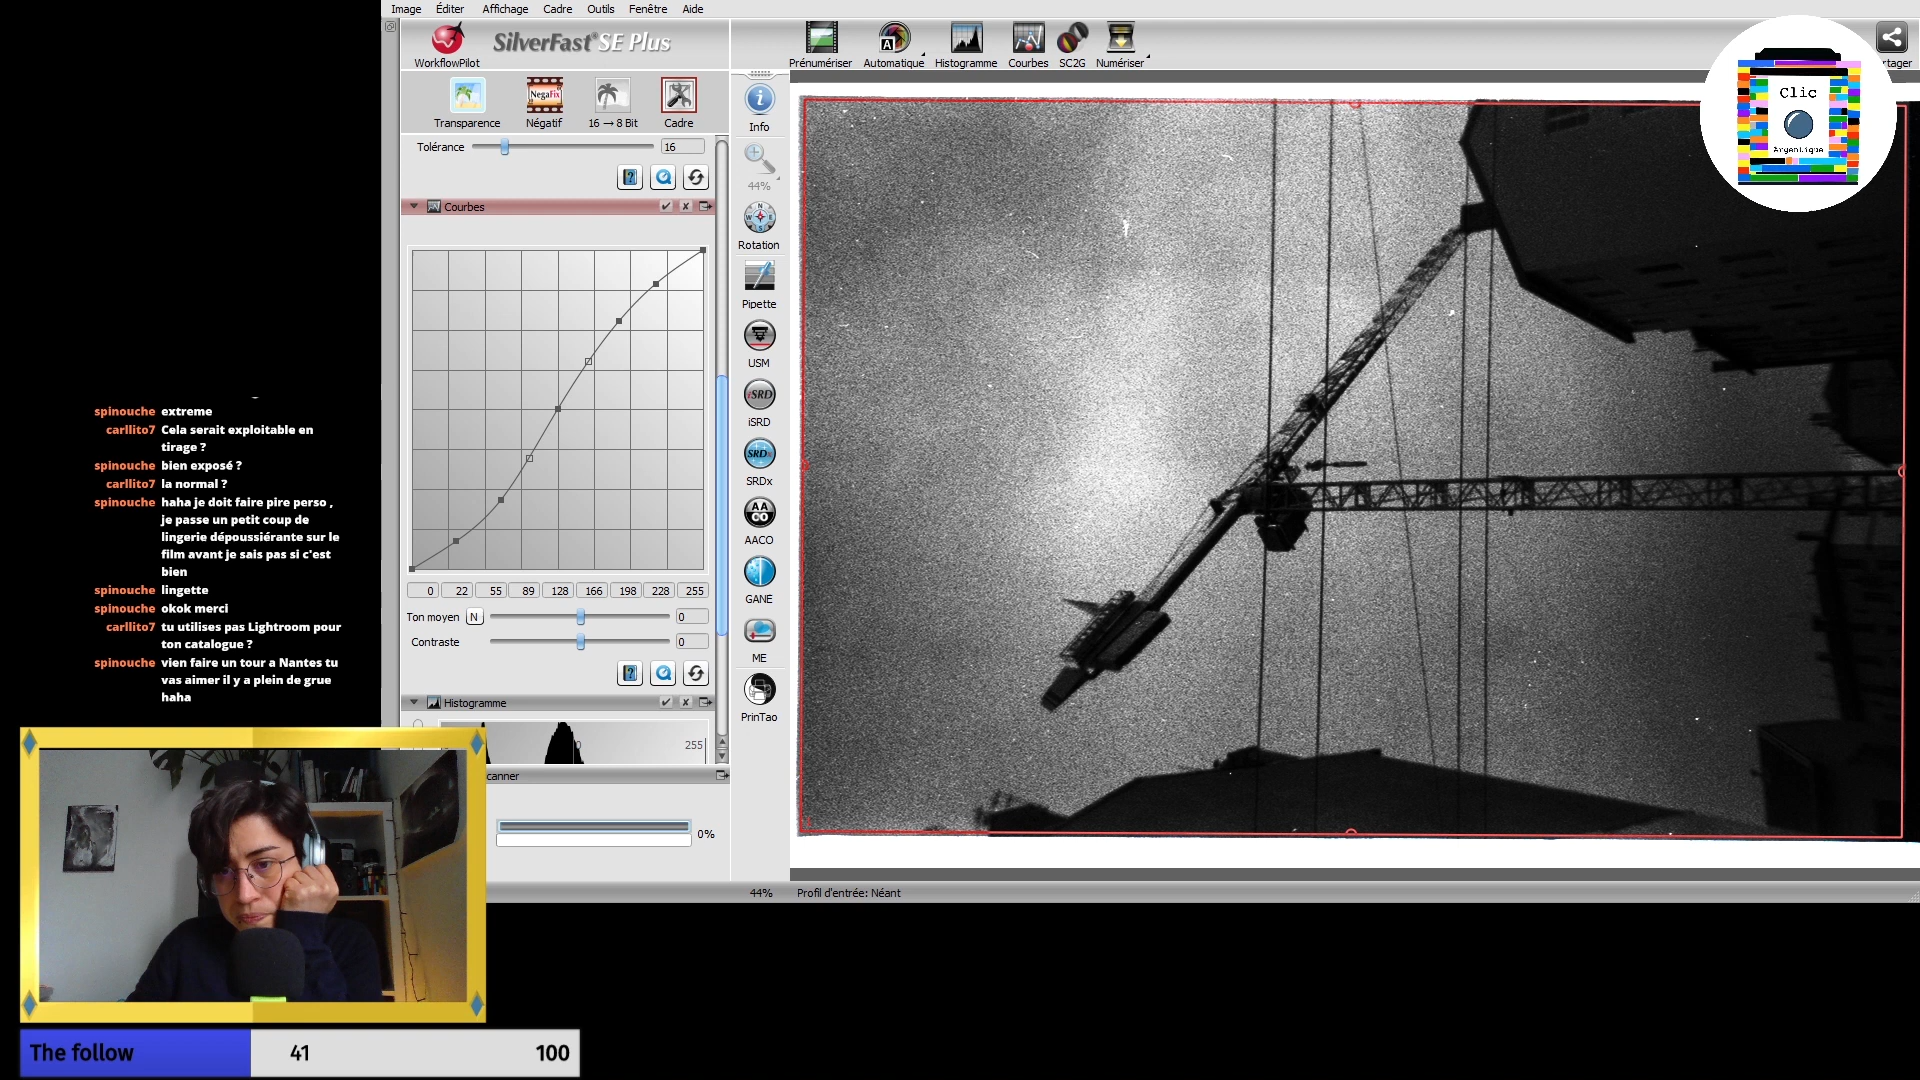 Image Éditer Affichage Cadre Outils Fenêtre Aide
SilverFast® SE Plus
WorkflowPilot
Prénumériser Automatique Histogramme Courbes SC2G Numériser
A
Clic
Argentique
NegaFix
Transparence Négatif 16 → 8 Bit Cadre
Tolérance 16
Courbes
0 22 55 89 128 166 198 228 255
Ton moyen N 0
Contraste 0
Histogramme
255
canner
0%
Info
44%
N
W E
S
Rotation
Pipette
USM
iSRD
iSRD
SRDx
SRDx
AA
CO
AACO
GANE
ME
PrinTao
44% Profil d'entrée: Néant
spinouche extreme
carllito7 Cela serait exploitable en
tirage ?
spinouche bien exposé ?
carllito7 la normal ?
spinouche haha je doit faire pire perso ,
je passe un petit coup de
lingerie dépoussiérante sur le
film avant je sais pas si c'est
bien
spinouche lingette
spinouche okok merci
carllito7 tu utilises pas Lightroom pour
ton catalogue ?
spinouche vien faire un tour a Nantes tu
vas aimer il y a plein de grue
haha
The follow 41 100